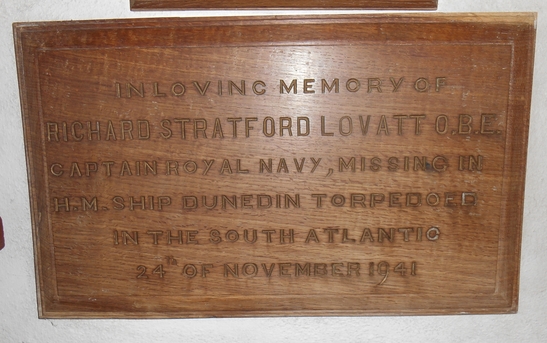 IN LOVING MEMORY OF
RICHARD STRATFORD LOVATT O.B.E.
CAPTAIN ROYAL NAVY, MISSING IN
H.M. SHIP DUNEDIN TORPEDOED
IN THE SOUTH ATLANTIC
24TH OF NOVEMBER 1941